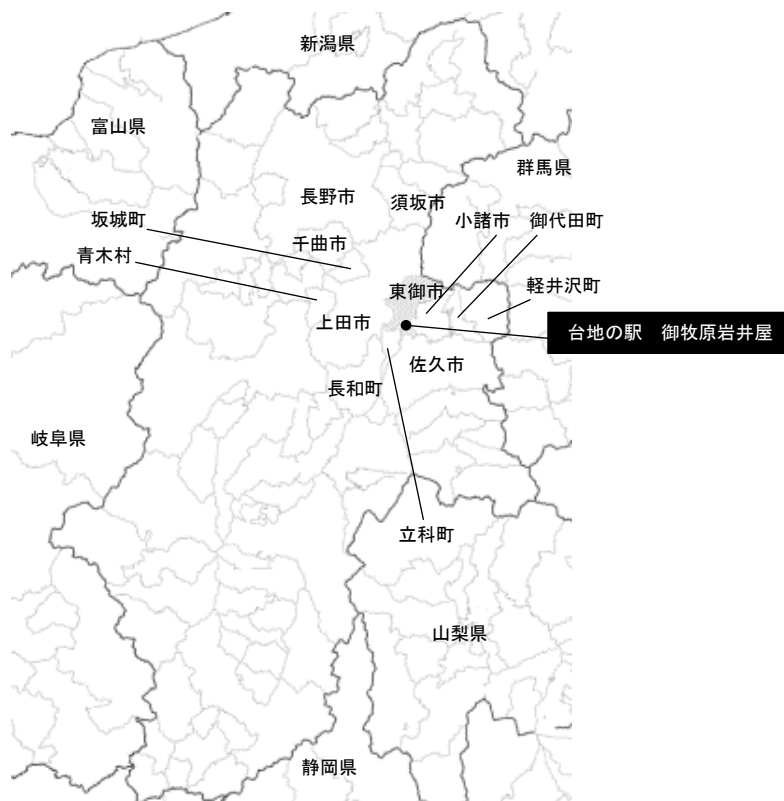 新潟県
富山県
群馬県
長野市
須坂市
坂城町
小諸市
御代田町
千曲市
青木村
東御市
軽井沢町
上田市
台地の駅　御牧原岩井屋
佐久市
長和町
岐阜県
立科町
山梨県
静岡県